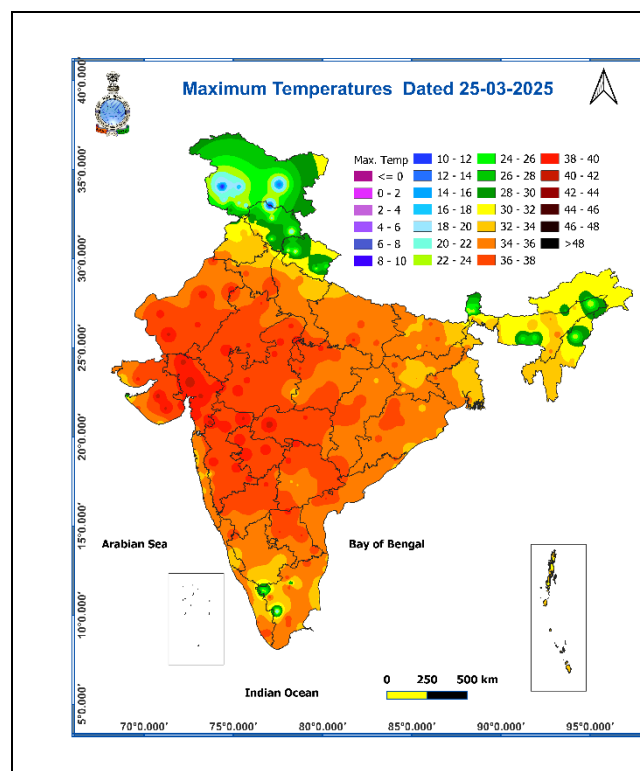 Maximum Temperatures Dated 25-03-2025
Max. Temp
<= 0
0 - 2
2 - 4
4 - 6
6 - 8
8 - 10
10 - 12
12 - 14
14 - 16
16 - 18
18 - 20
20 - 22
22 - 24
24 - 26
26 - 28
28 - 30
30 - 32
32 - 34
34 - 36
36 - 38
38 - 40
40 - 42
42 - 44
44 - 46
46 - 48
>48
40°0.000'
35°0.000'
30°0.000'
25°0.000'
20°0.000'
15°0.000'
10°0.000'
5°0.000'
Arabian Sea
Bay of Bengal
Indian Ocean
0 250 500 km
70°0.000' 75°0.000' 80°0.000' 85°0.000' 90°0.000' 95°0.000'